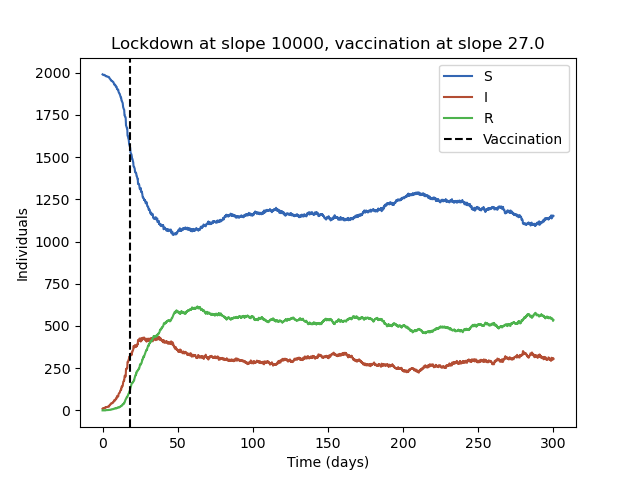 Lockdown at slope 10000, vaccination at slope 27.0
S
I
R
Vaccination
Individuals
2000
1750
1500
1250
1000
750
500
250
0
0 50 100 150 200 250 300
Time (days)